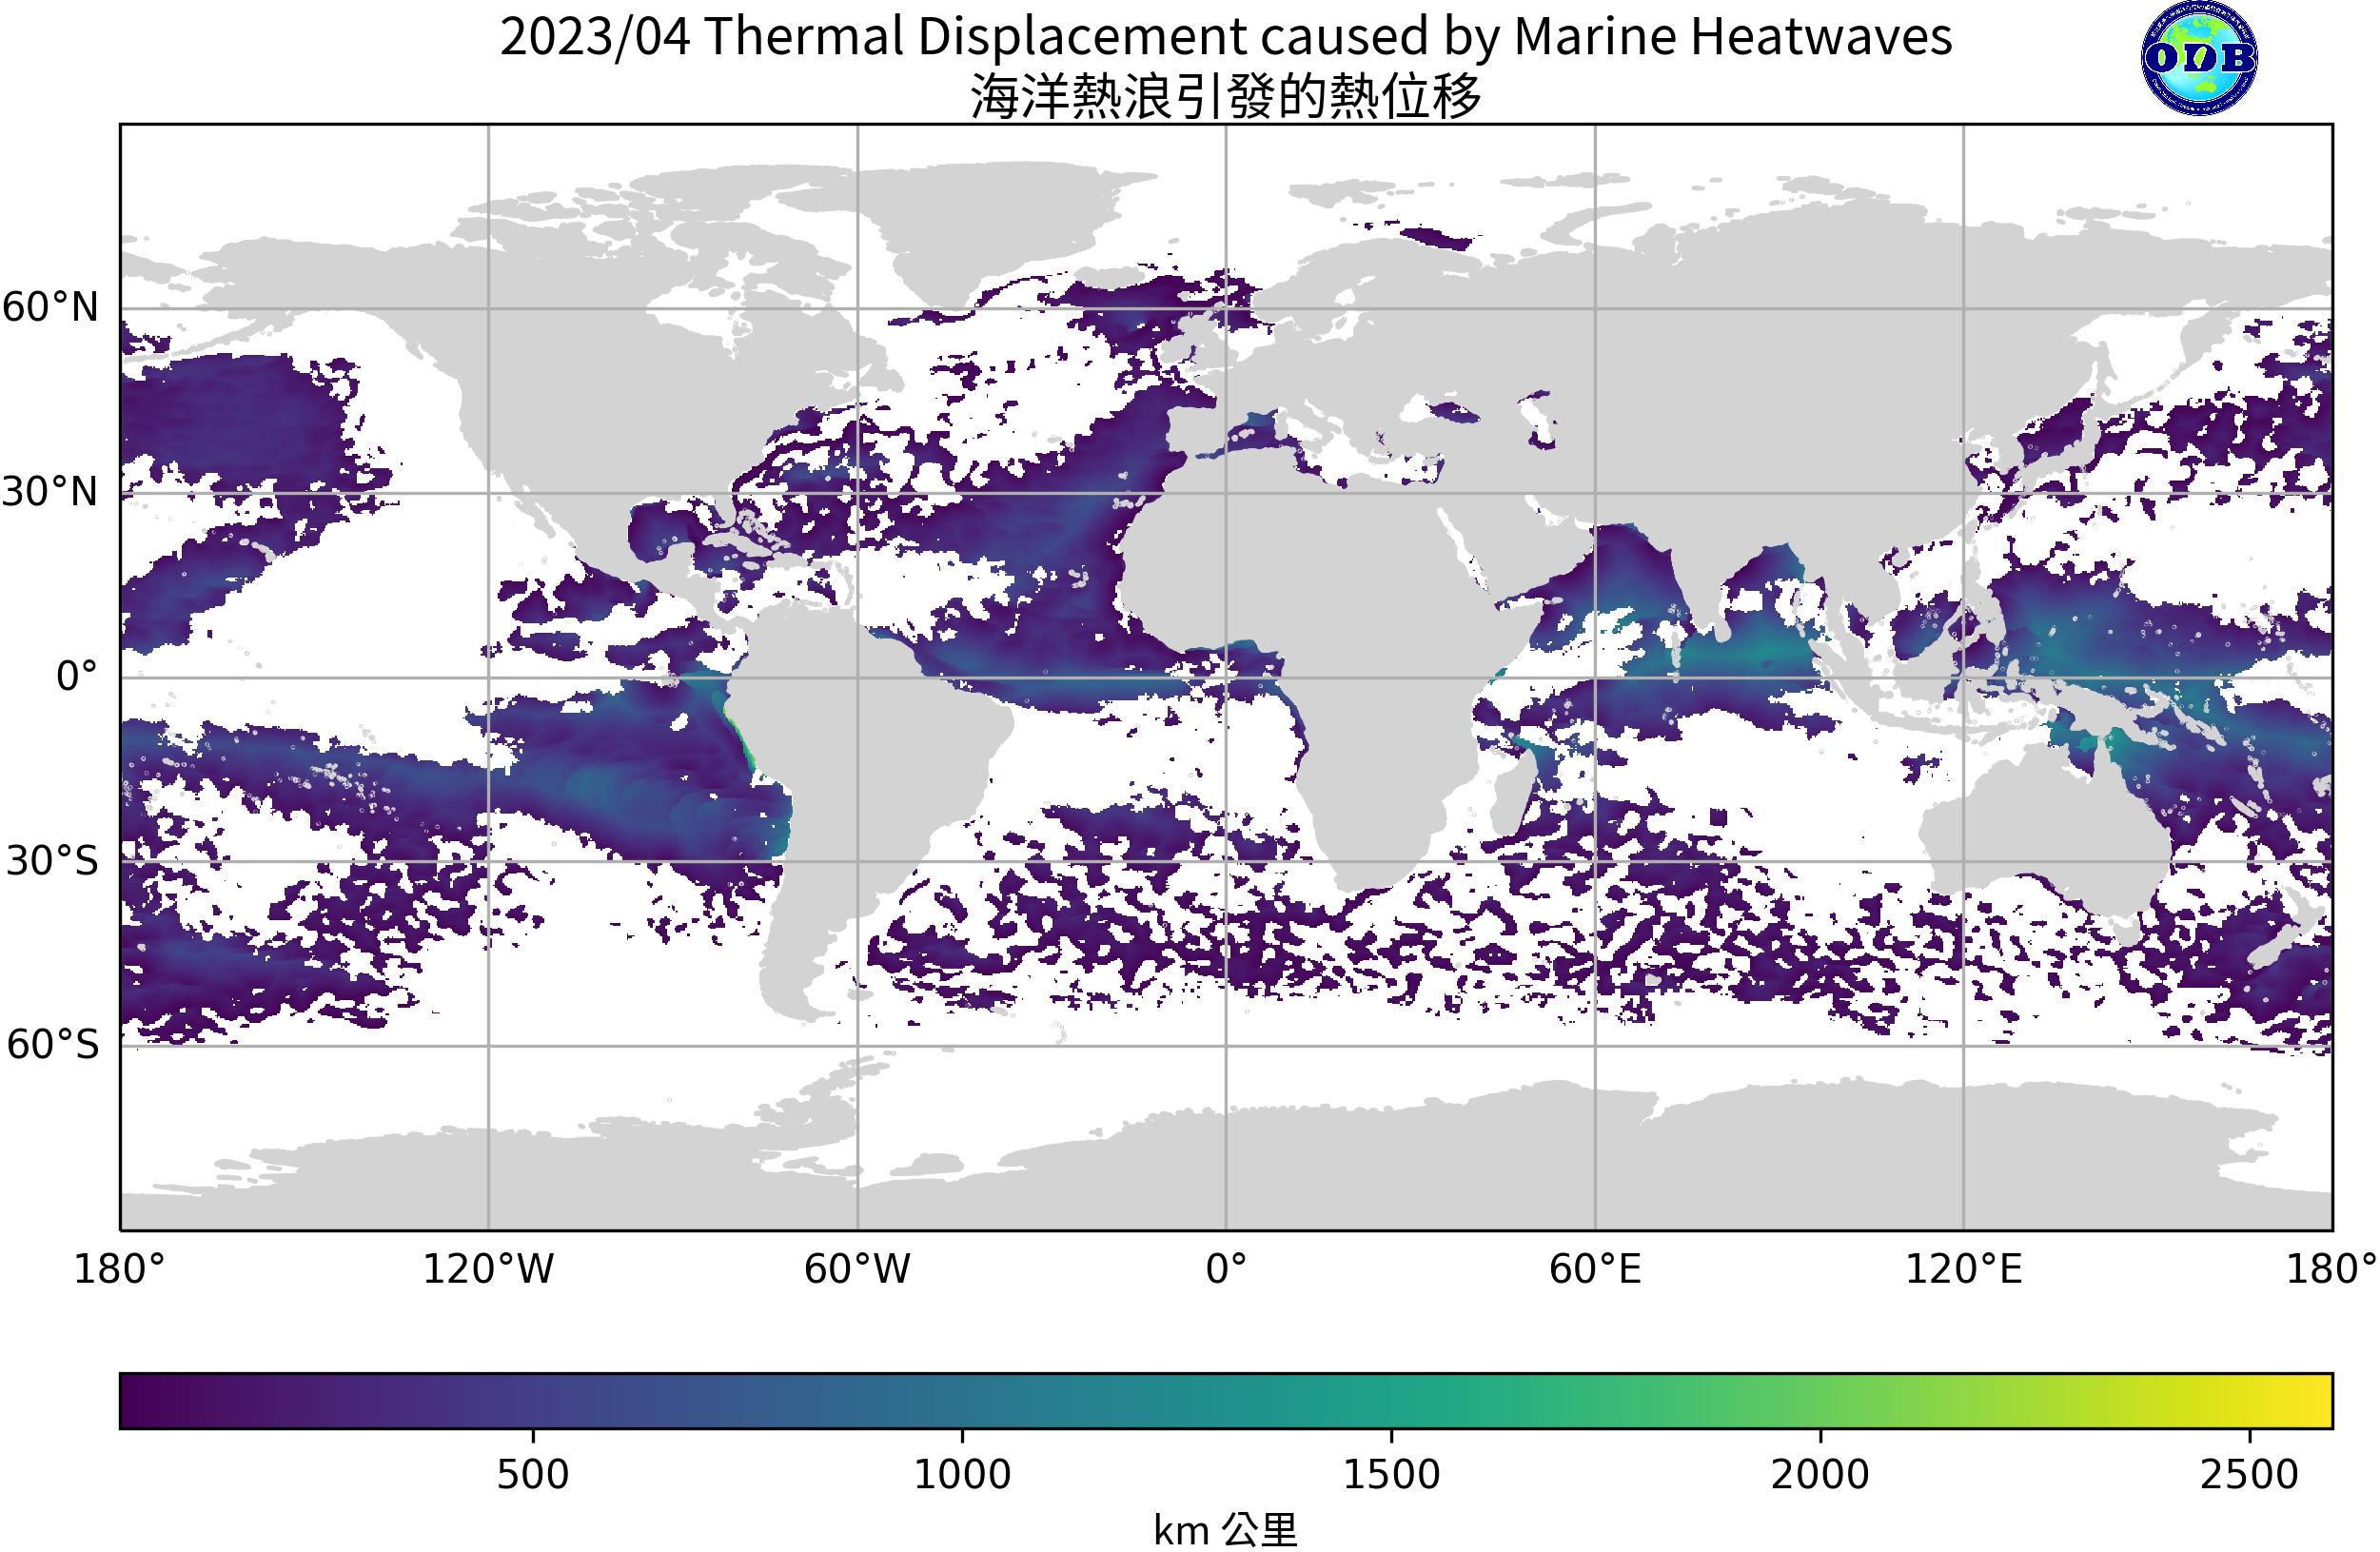 2023/04 Thermal Displacement caused by Marine Heatwaves
海洋熱浪引發的熱位移
ODB
60°N
30°N
0°
30°S
60°S
180° 120°W 60°W 0° 60°E 120°E 180°
500 1000 1500 2000 2500
km 公里